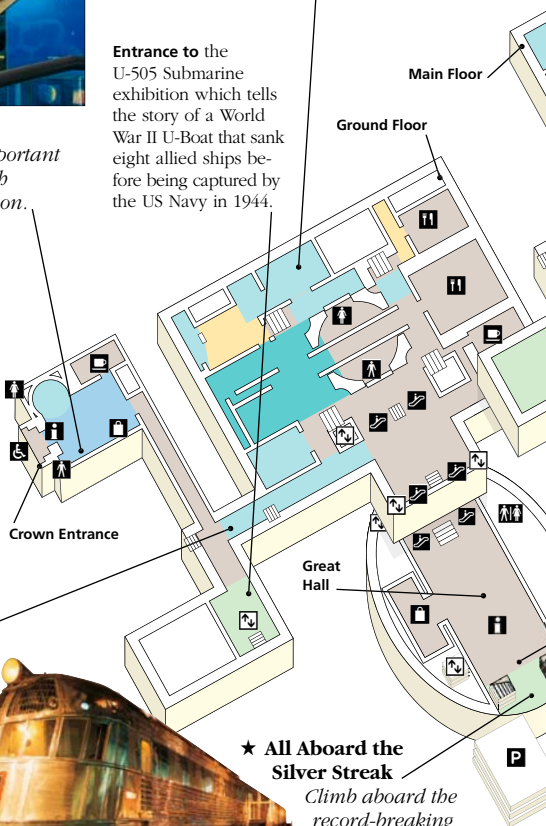 Entrance to the
U-505 Submarine
exhibition which tells
the story of a World
War II U-Boat that sank
eight allied ships be-
fore being captured by
the US Navy in 1944.
Main Floor
Ground Floor
on.
Crown Entrance
Great
Hall
P
★ All Aboard the
Silver Streak
Climb aboard the
record-breaking